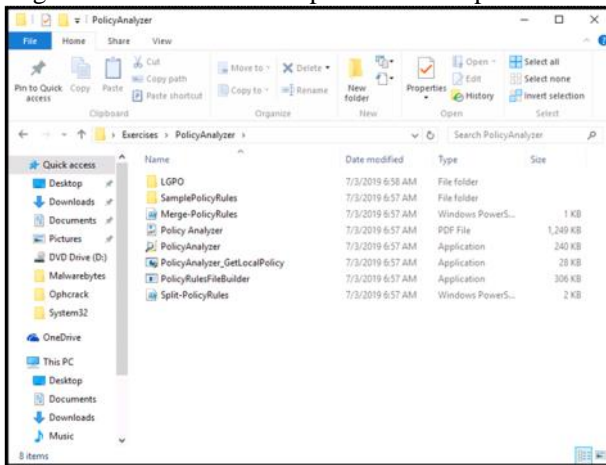 PolicyAnalyzer
File Home Share View
Pin to Quick access
Copy
Paste
Cut
Copy path
Paste shortcut
Clipboard
Move to
Copy to
Delete
Rename
Organize
New folder
New
Properties
Open
Edit
History
Open
Select all
Select none
Invert selection
Select
Exercises > PolicyAnalyzer >
Search PolicyAnalyzer
Name Date modified Type Size
LGPO 7/3/2019 6:58 AM File folder
SamplePolicyRules 7/3/2019 6:57 AM File folder
Merge-PolicyRules 7/3/2019 6:57 AM Windows PowerS... 1 KB
Policy Analyzer 7/3/2019 6:57 AM PDF File 1,249 KB
PolicyAnalyzer 7/3/2019 6:57 AM Application 240 KB
PolicyAnalyzer_GetLocalPolicy 7/3/2019 6:57 AM Application 28 KB
PolicyRulesFileBuilder 7/3/2019 6:57 AM Application 306 KB
Split-PolicyRules 7/3/2019 6:57 AM Windows PowerS... 2 KB
Quick access
Desktop
Downloads
Documents
Pictures
DVD Drive (D:)
Malwarebytes
Ophcrack
System32
OneDrive
This PC
Desktop
Documents
Downloads
Music
8 items